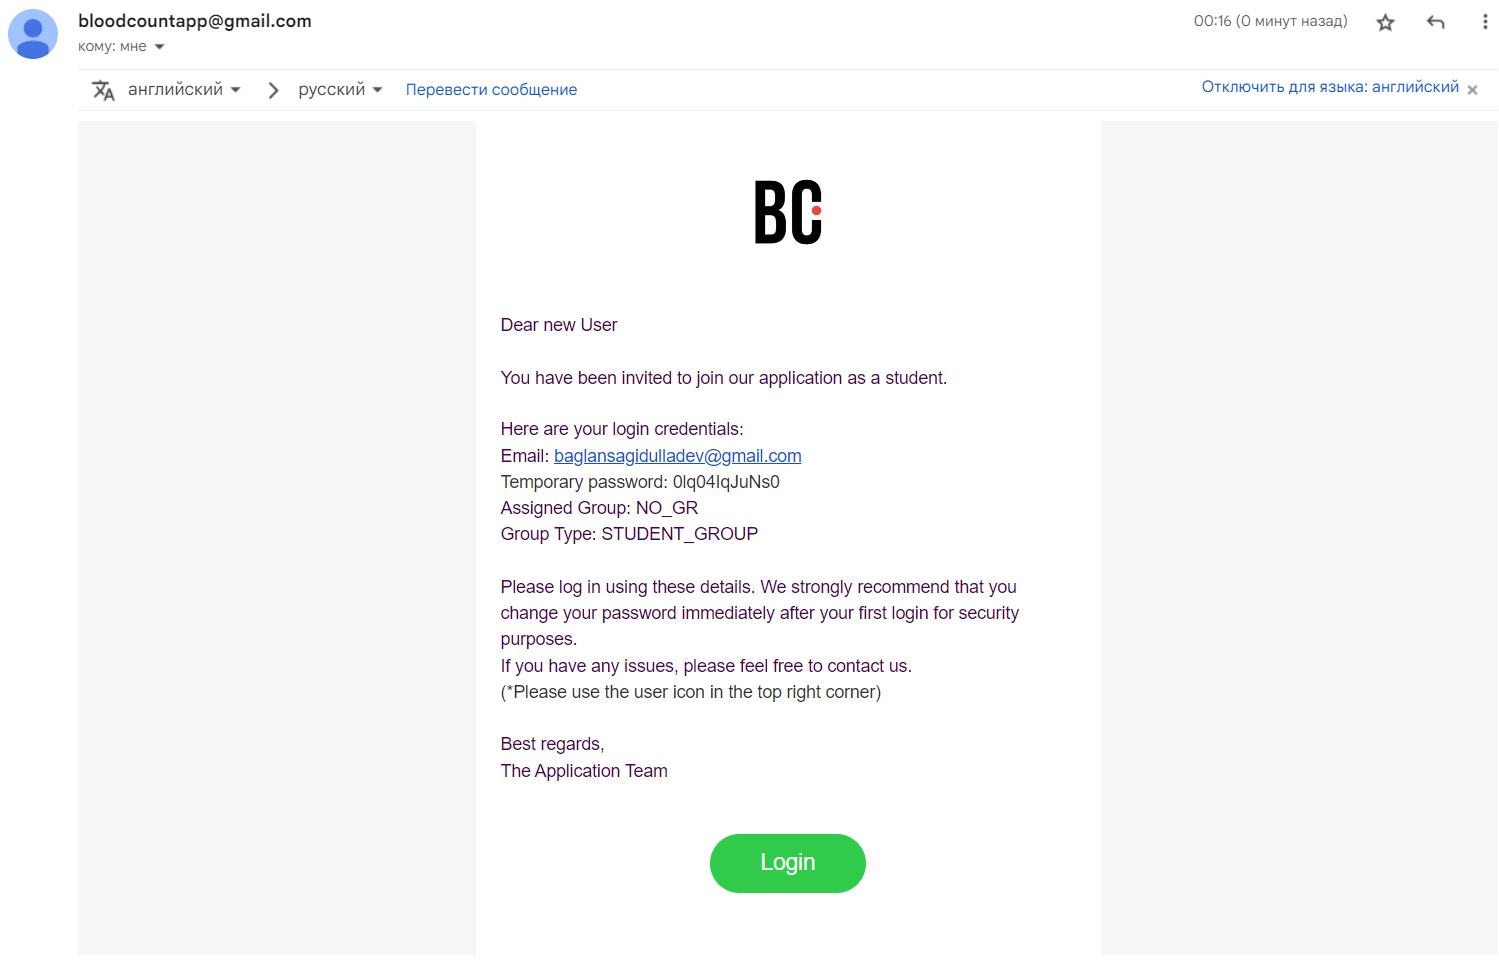 bloodcountapp@gmail.com
00:16 (0 минут назад)
кому: мне
английский > русский Перевести сообщение
Отключить для языка: английский ×
BC
Dear new User
You have been invited to join our application as a student.
Here are your login credentials:
Email: baglansagidulladev@gmail.com
Temporary password: 0lq04IqJuNs0
Assigned Group: NO_GR
Group Type: STUDENT_GROUP
Please log in using these details. We strongly recommend that you
change your password immediately after your first login for security
purposes.
If you have any issues, please feel free to contact us.
(*Please use the user icon in the top right corner)
Best regards,
The Application Team
Login